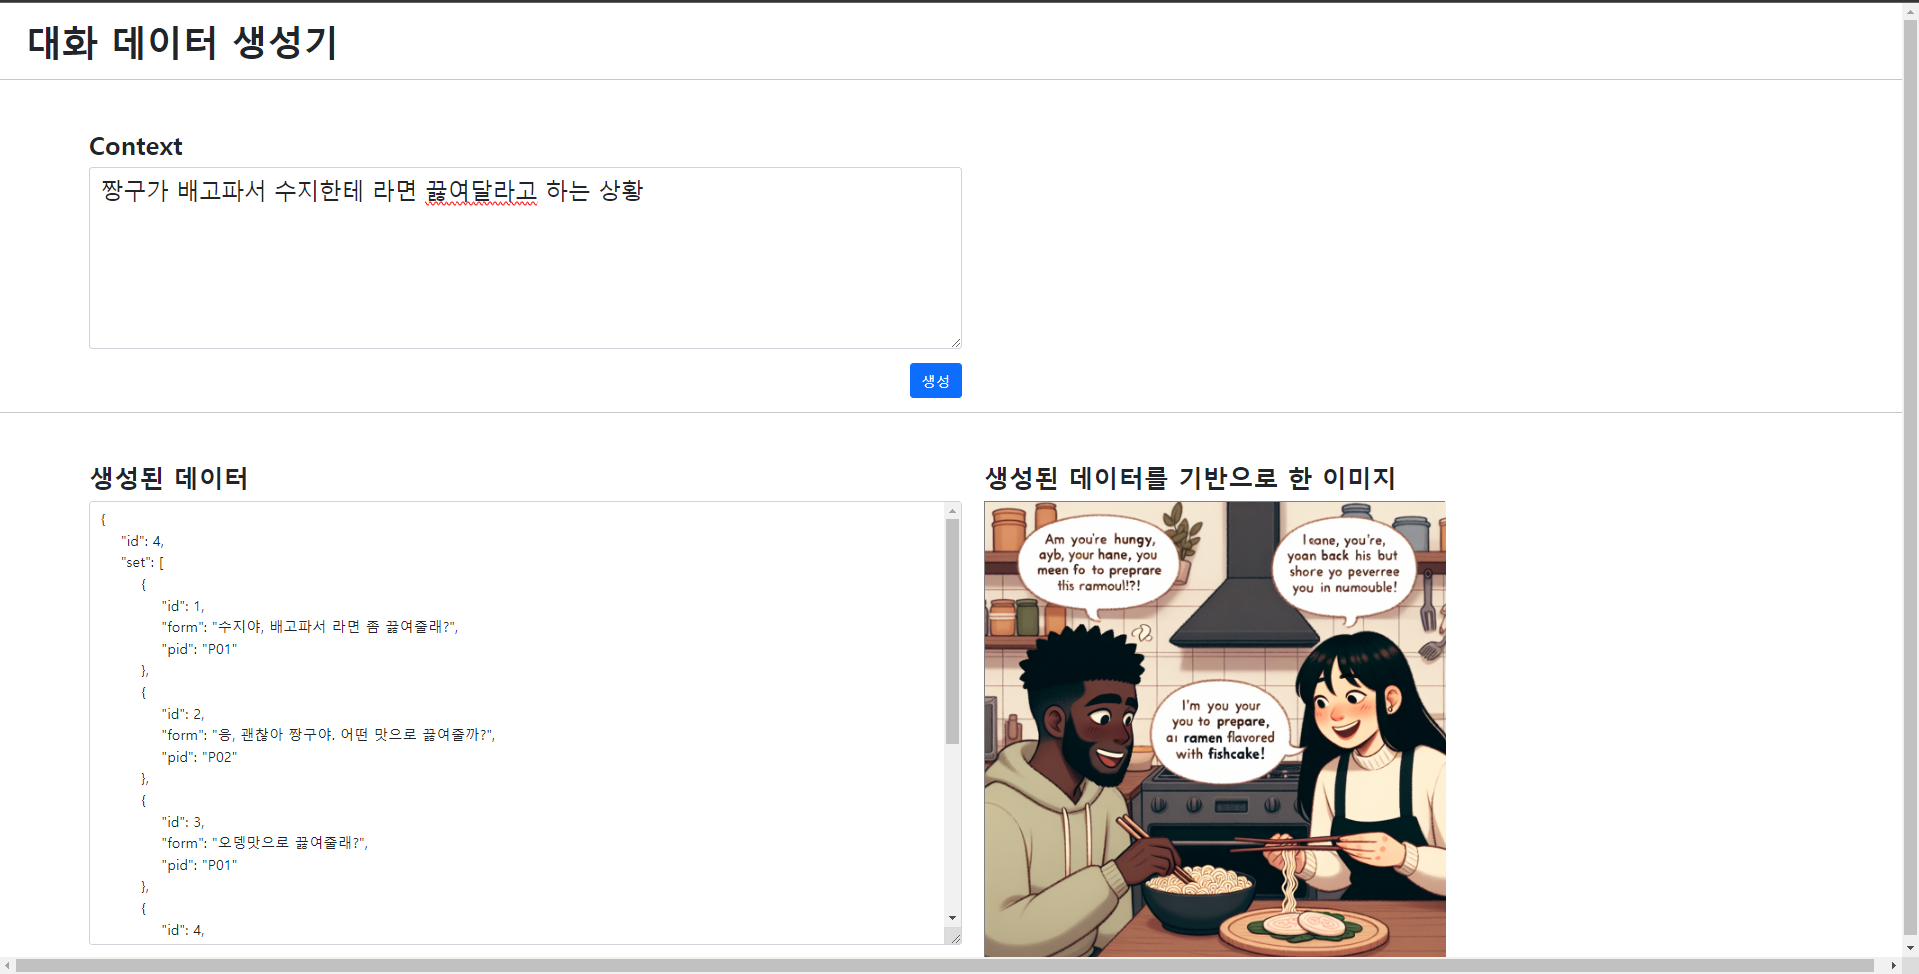 대화 데이터 생성기
Context
짱구가 배고파서 수지한테 라면 끓여달라고 하는 상황
생성
생성된 데이터
{
"id": 4,
"set": [
{
"id": 1,
"form": "수지야, 배고파서 라면 좀 끓여줄래?",
"pid": "P01"
},
{
"id": 2,
"form": "응, 괜찮아 짱구야. 어떤 맛으로 끓여줄까?",
"pid": "P02"
},
{
"id": 3,
"form": "오뎅맛으로 끓여줄래?",
"pid": "P01"
},
{
"id": 4,
생성된 데이터를 기반으로 한 이미지
Am you're hungy,
ayb, your hane, you
meen fo to preprare
this ramoul!?!
I cane, you're,
yoan back his but
shore yo peverree
you in numouble!
I'm you your
you to prepare,
aı ramen flavored
with fishcake!